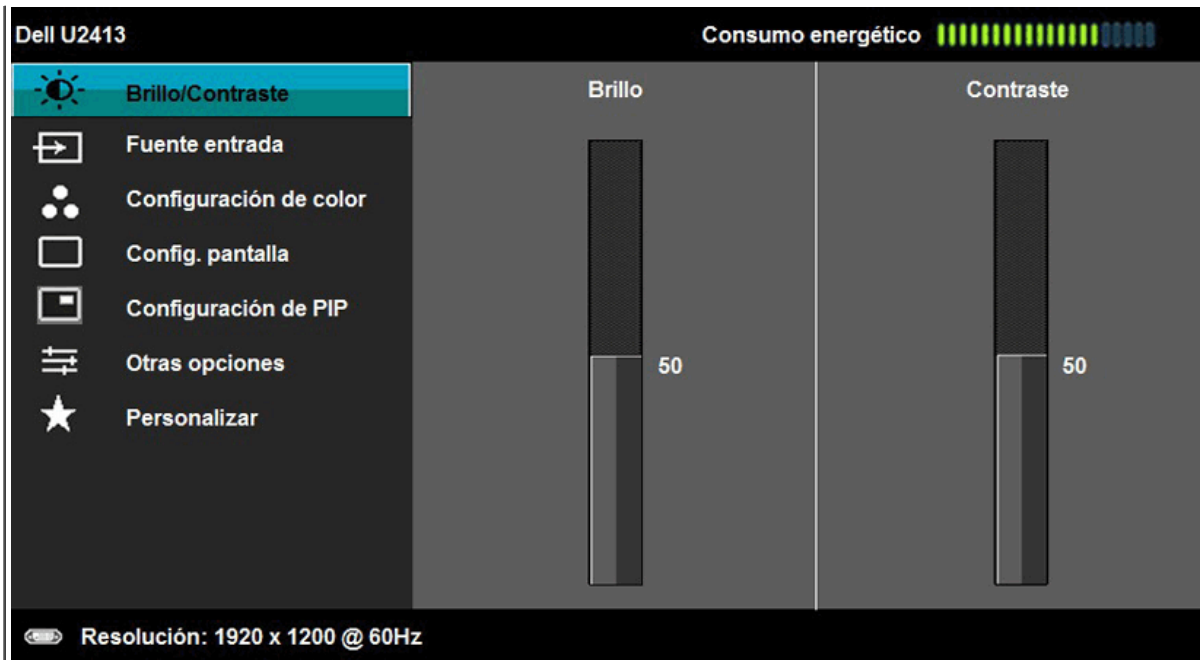 Dell U2413
Consumo energético
Brillo/Contraste
Fuente entrada
Configuración de color
Config. pantalla
Configuración de PIP
Otras opciones
Personalizar
Brillo
50
Contraste
50
Resolución: 1920 x 1200 @ 60Hz